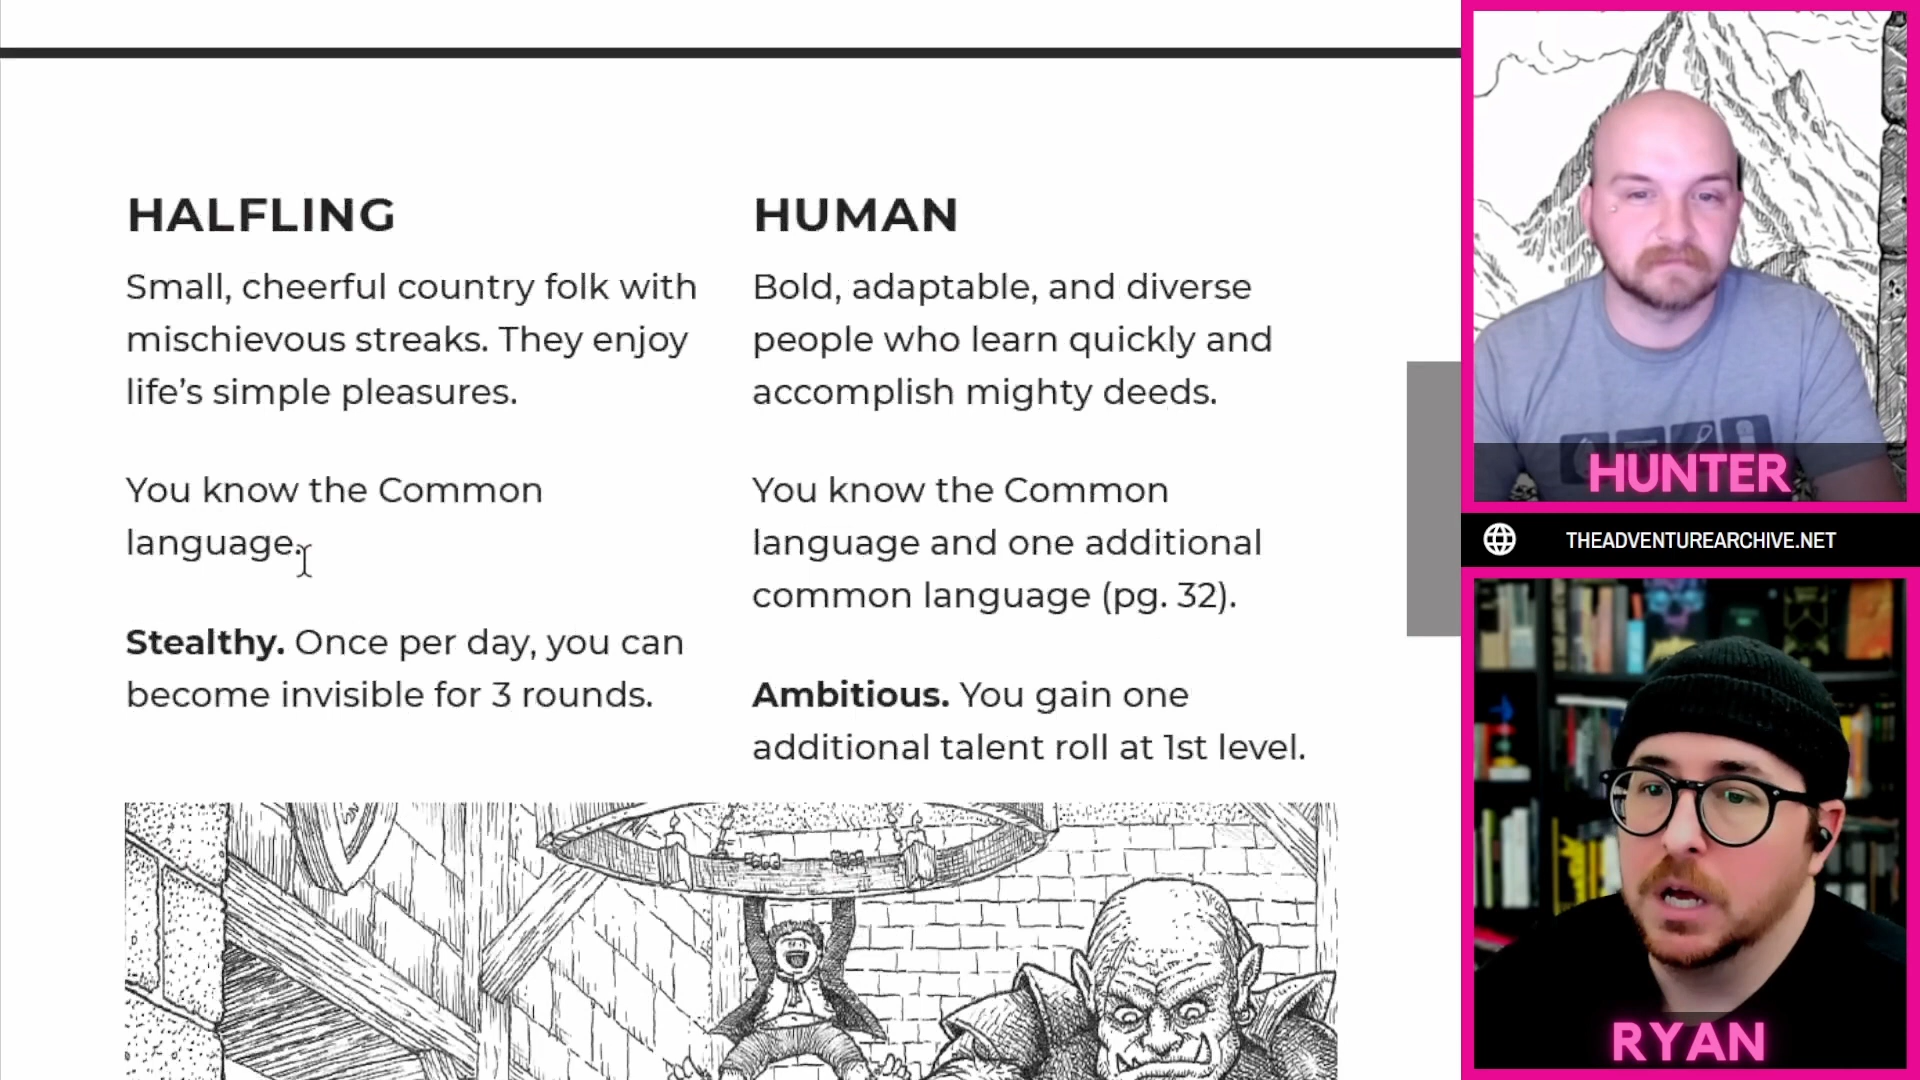 HALFLING
Small, cheerful country folk with
mischievous streaks. They enjoy
life’s simple pleasures.
You know the Common
language.
Stealthy. Once per day, you can
become invisible for 3 rounds.
HUMAN
Bold, adaptable, and diverse
people who learn quickly and
accomplish mighty deeds.
You know the Common
language and one additional
common language (pg. 32).
Ambitious. You gain one
additional talent roll at 1st level.
HUNTER
THEADVENTUREARCHIVE.NET
RYAN